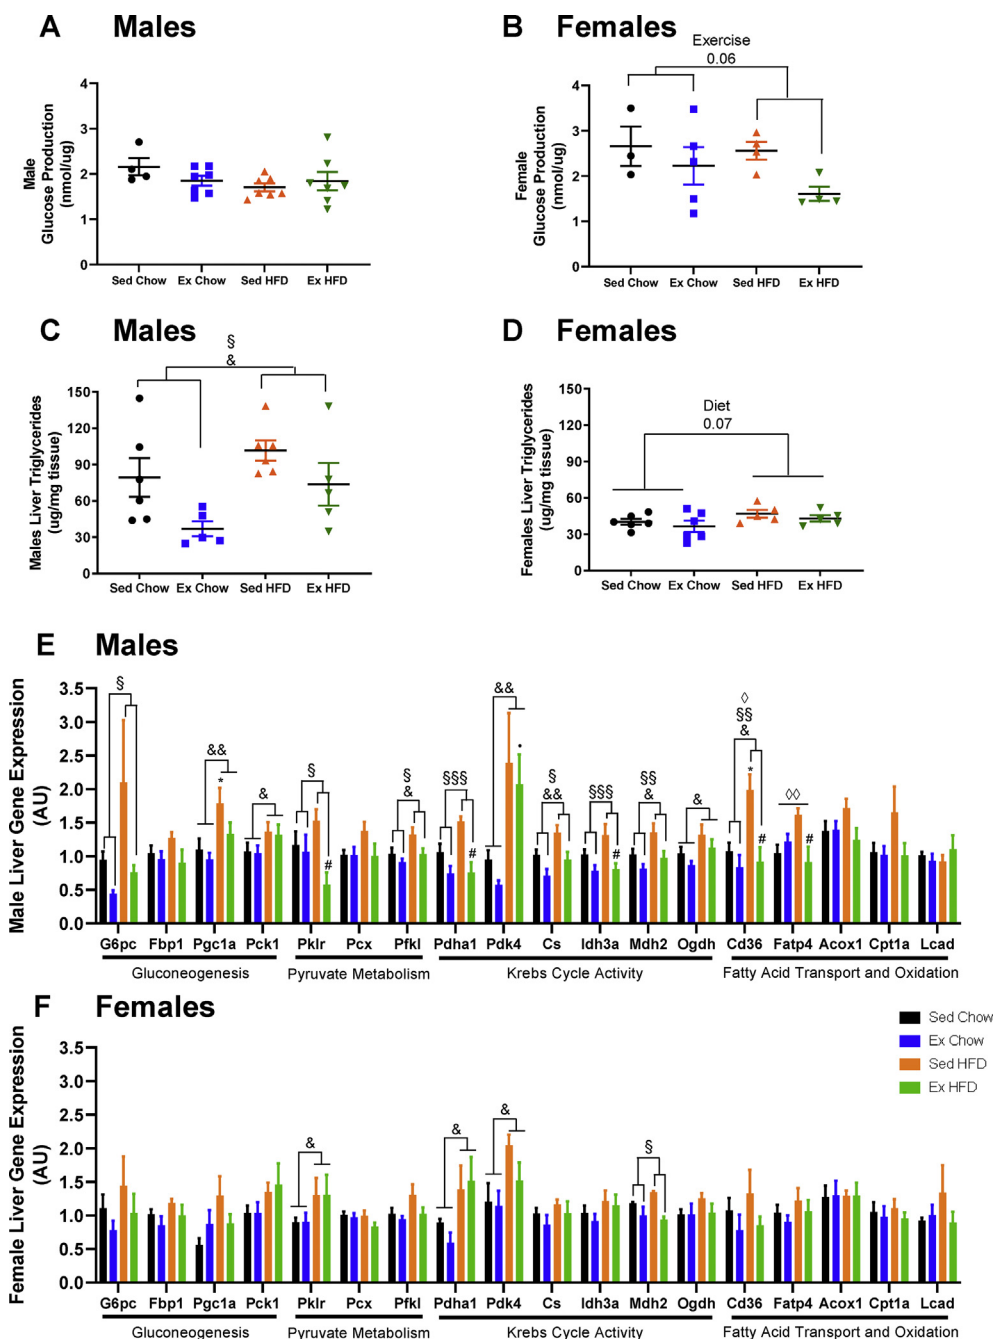 A Males
Male
Glucose Production
(nmol/ug)
4
3
2
1
0
Sed Chow Ex Chow Sed HFD Ex HFD
B Females
Exercise
0.06
Female
Glucose Production
(nmol/ug)
4
3
2
1
0
Sed Chow Ex Chow Sed HFD Ex HFD
C Males
§
&
Males Liver Triglycerides
(ug/mg tissue)
150
120
90
60
30
0
Sed Chow Ex Chow Sed HFD Ex HFD
D Females
Diet
0.07
Females Liver Triglycerides
(ug/mg tissue)
150
120
90
60
30
0
Sed Chow Ex Chow Sed HFD Ex HFD
E Males
Male Liver Gene Expression
(AU)
3.5
3.0
2.5
2.0
1.5
1.0
0.5
0.0
§ && * & § # § & §§§ # && • § && §§§ # §§ & & ◊ §§ & * # ◊◊ #
G6pc Fbp1 Pgc1a Pck1 Pklr Pcx Pfkl Pdha1 Pdk4 Cs Idh3a Mdh2 Ogdh Cd36 Fatp4 Acox1 Cpt1a Lcad
Gluconeogenesis Pyruvate Metabolism Krebs Cycle Activity Fatty Acid Transport and Oxidation
F Females
Sed Chow
Ex Chow
Sed HFD
Ex HFD
Female Liver Gene Expression
(AU)
3.5
3.0
2.5
2.0
1.5
1.0
0.5
0.0
& & & §
G6pc Fbp1 Pgc1a Pck1 Pklr Pcx Pfkl Pdha1 Pdk4 Cs Idh3a Mdh2 Ogdh Cd36 Fatp4 Acox1 Cpt1a Lcad
Gluconeogenesis Pyruvate Metabolism Krebs Cycle Activity Fatty Acid Transport and Oxidation